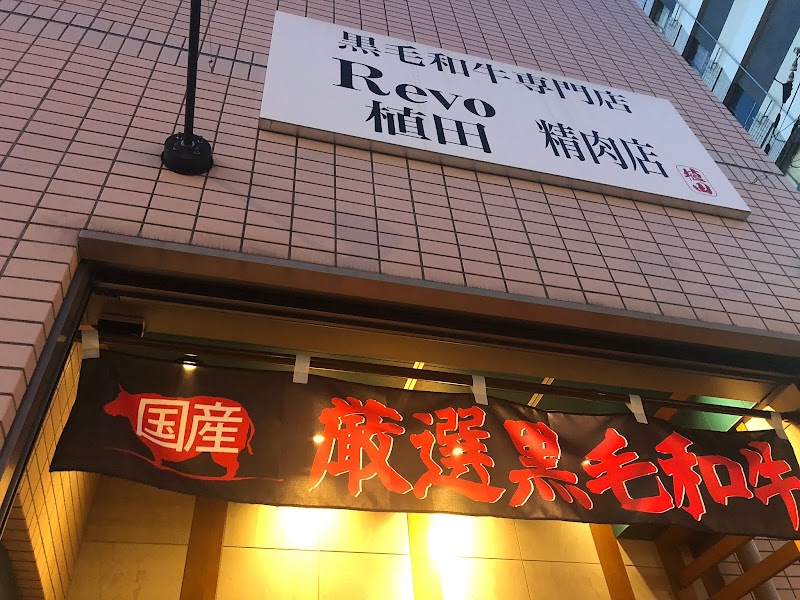 黒毛和牛専門店
Revo
植田 精肉店
植田
国産
厳選黒毛和牛